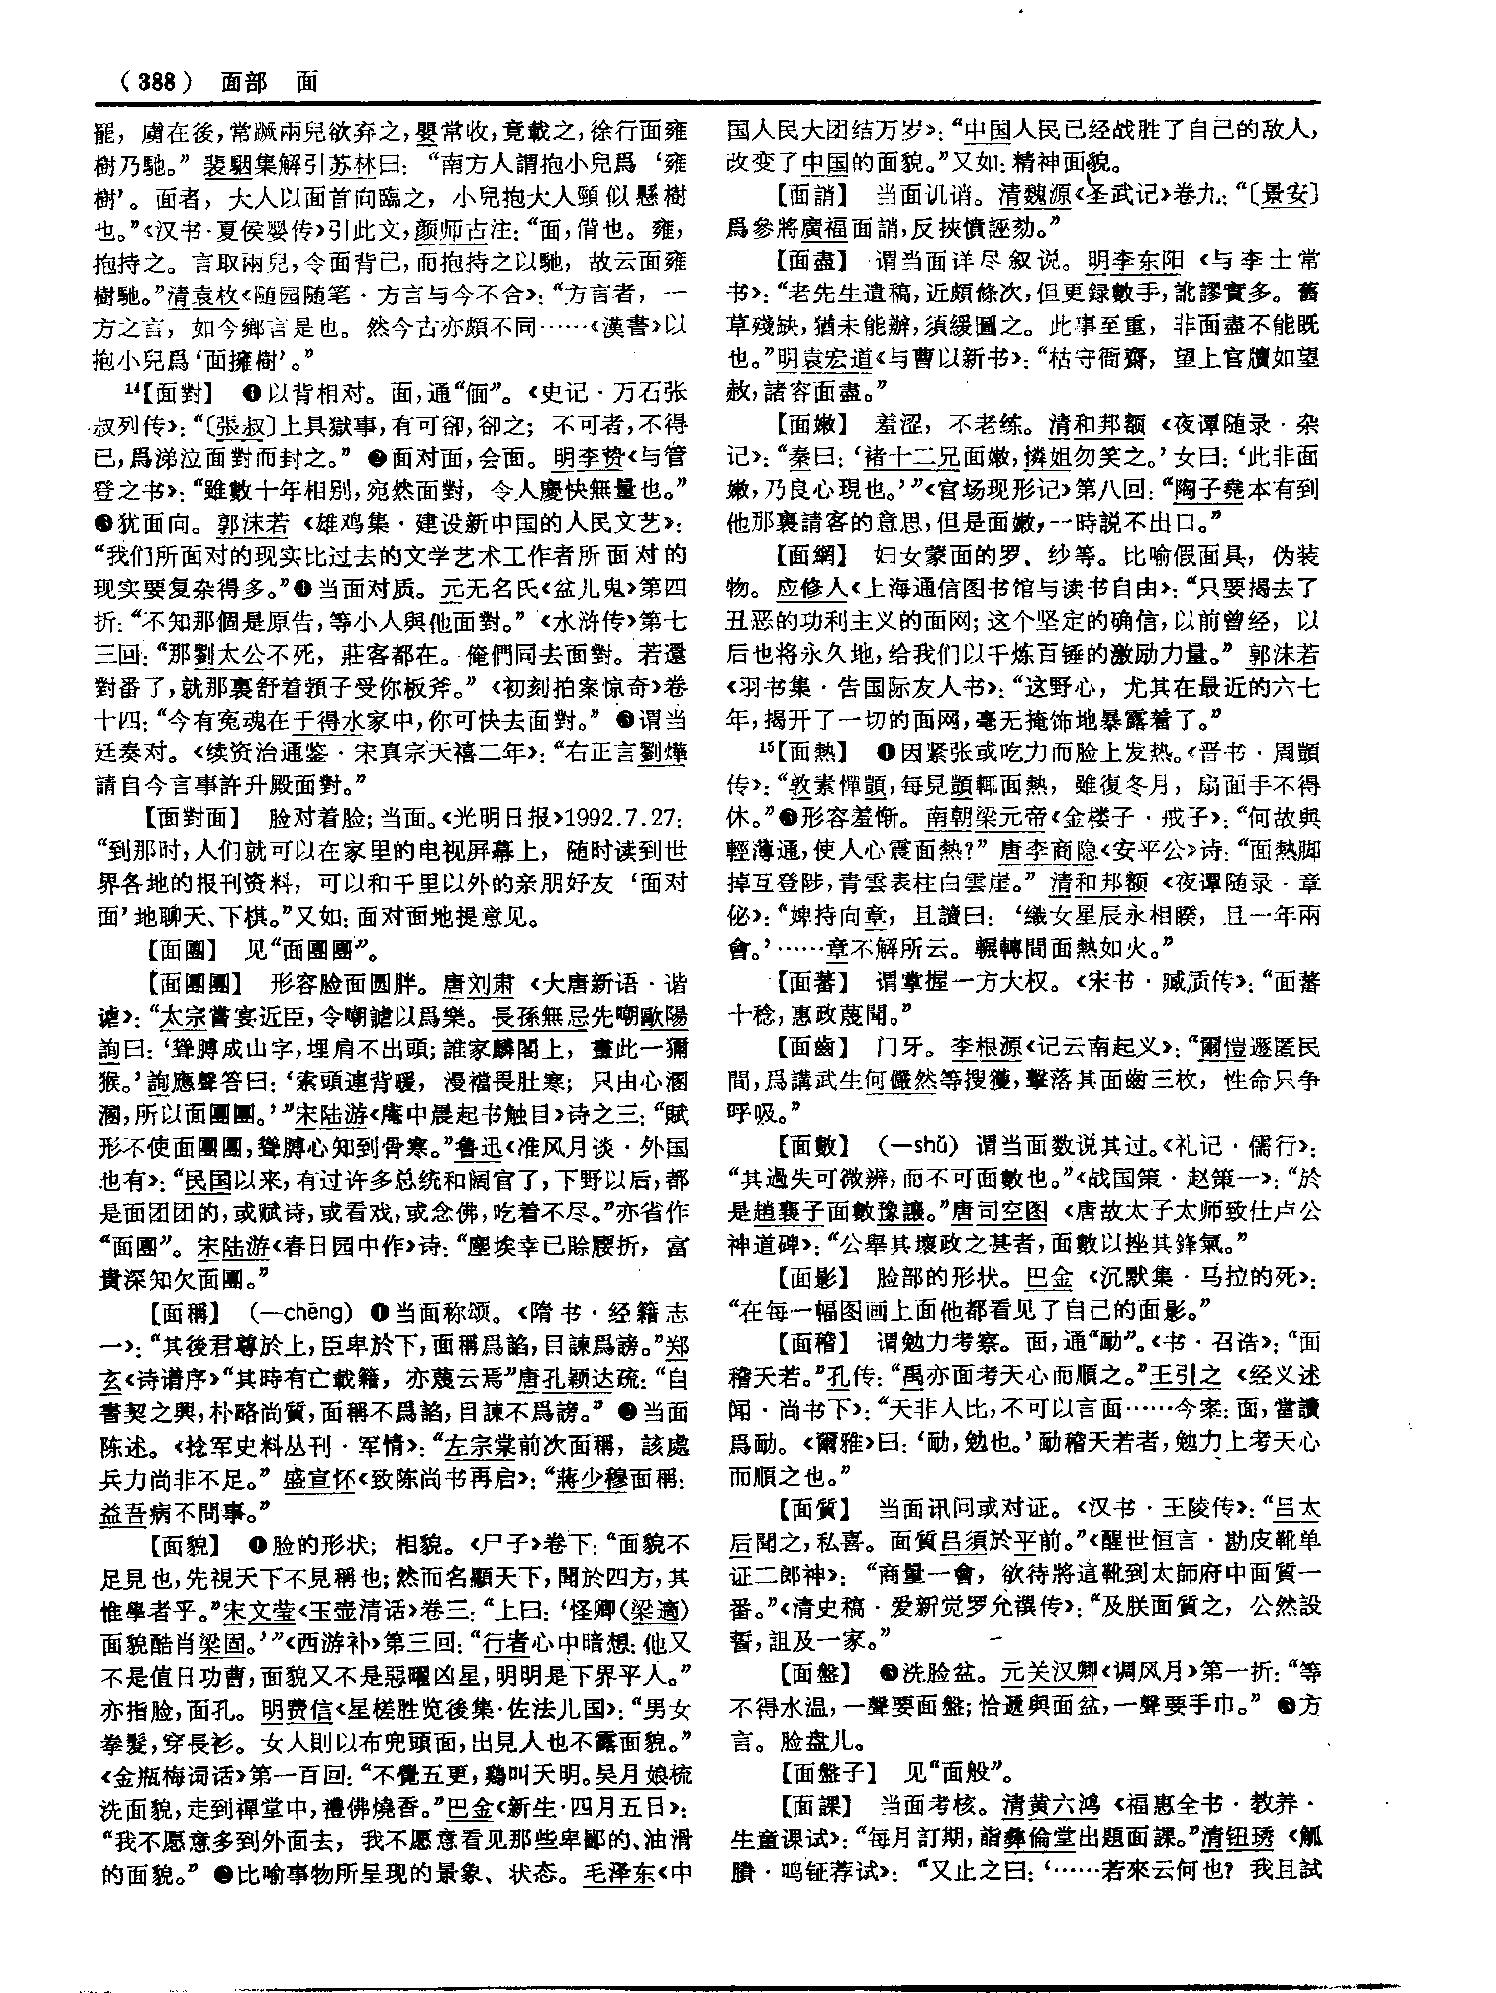 （388） 面部 面
罷，虜在後，常蹶兩兒欲弃之，嬰常收，竟載之，徐行面雍
樹乃馳。”裴駰集解引苏林曰：“南方人謂抱小兒爲‘雍
樹’。面者，大人以面首向臨之，小兒抱大人頸似懸樹
也。”《汉书·夏侯婴传》引此文，颜师古注：“面，偝也。雍，
抱持之。言取兩兒，令面背己，而抱持之以馳，故云面雍
樹馳。”清袁枚《随园随笔·方言与今不合》：“方言者，一
方之言，如今鄉言是也。然今古亦頗不同……《漢書》以
抱小兒爲‘面擁樹’。”
14【面對】 ❶以背相对。面，通“偭”。《史记·万石张
叔列传》：“〔張叔〕上具獄事，有可卻，卻之；不可者，不得
已，爲涕泣面對而封之。”❷面对面，会面。明李贽《与管
登之书》：“雖數十年相别，宛然面對，令人慶快無量也。”
❸犹面向。郭沫若《雄鸡集·建设新中国的人民文艺》：
“我们所面对的现实比过去的文学艺术工作者所面对的
现实要复杂得多。”❹当面对质。元无名氏《盆儿鬼》第四
折：“不知那個是原告，等小人與他面對。”《水浒传》第七
三回：“那劉太公不死，莊客都在。俺們同去面對。若還
對番了，就那裏舒着頸子受你板斧。”《初刻拍案惊奇》卷
十四：“今有冤魂在于得水家中，你可快去面對。”❺谓当
廷奏对。《续资治通鉴·宋真宗天禧二年》：“右正言劉燁
請自今言事許升殿面對。”
【面對面】 脸对着脸；当面。《光明日报》1992.7.27：
“到那时，人们就可以在家里的电视屏幕上，随时读到世
界各地的报刊资料，可以和千里以外的亲朋好友‘面对
面’地聊天、下棋。”又如：面对面地提意见。
【面團】 见“面團團”。
【面團團】 形容脸面圆胖。唐刘肃《大唐新语·谐
谑》：“太宗嘗宴近臣，令嘲謔以爲樂。長孫無忌先嘲歐陽
詢曰：‘聳膊成山字，埋肩不出頭；誰家麟閣上，畫此一獼
猴。’詢應聲答曰：‘索頭連背暖，漫襠畏肚寒；只由心溷
溷，所以面團團。’”宋陆游《庵中晨起书触目》诗之三：“賦
形不使面團團，聳膊心知到骨寒。”鲁迅《准风月谈·外国
也有》：“民国以来，有过许多总统和阔官了，下野以后，都
是面团团的，或赋诗，或看戏，或念佛，吃着不尽。”亦省作
“面團”。宋陆游《春日园中作》诗：“塵埃幸已賒腰折，富
貴深知欠面團。”
【面稱】 （—chēng） ❶当面称颂。《隋书·经籍志
一》：“其後君尊於上，臣卑於下，面稱爲諂，目諫爲謗。”郑
玄《诗谱序》“其時有亡載籍，亦蔑云焉”唐孔颖达疏：“自
書契之興，朴略尚質，面稱不爲諂，目諫不爲謗。”❷当面
陈述。《捻军史料丛刊·军情》：“左宗棠前次面稱，該處
兵力尚非不足。”盛宣怀《致陈尚书再启》：“蔣少穆面稱：
益吾病不問事。”
【面貌】 ❶脸的形状；相貌。《尸子》卷下：“面貌不
足見也，先視天下不見稱也；然而名顯天下，聞於四方，其
惟學者乎。”宋文莹《玉壶清话》卷三：“上曰：‘怪卿（梁適）
面貌酷肖梁固。’”《西游补》第三回：“行者心中暗想：他又
不是值日功曹，面貌又不是惡曜凶星，明明是下界平人。”
亦指脸，面孔。明费信《星槎胜览後集·佐法儿国》：“男女
拳髮，穿長衫。女人則以布兜頭面，出見人也不露面貌。”
《金瓶梅词话》第一百回：“不覺五更，鷄叫天明。吴月娘梳
洗面貌，走到禪堂中，禮佛燒香。”巴金《新生·四月五日》：
“我不愿意多到外面去，我不愿意看见那些卑鄙的、油滑
的面貌。”❷比喻事物所呈现的景象、状态。毛泽东《中
国人民大团结万岁》：“中国人民已经战胜了自己的敌人，
改变了中国的面貌。”又如：精神面貌。
【面誚】 当面讥诮。清魏源《圣武记》卷九：“〔景安〕
爲參將廣福面誚，反挾憤誣劾。”
【面盡】 谓当面详尽叙说。明李东阳《与李士常
书》：“老先生遺稿，近頗條次，但更録數手，訛謬實多。舊
草殘缺，猶未能辦，須緩圖之。此事至重，非面盡不能既
也。”明袁宏道《与曹以新书》：“枯守衙齋，望上官牘如望
赦，諸容面盡。”
【面嫩】 羞涩，不老练。清和邦额《夜谭随录·杂
记》：“秦曰：‘褚十二兄面嫩，憐姐勿笑之。’女曰：‘此非面
嫩，乃良心現也。’”《官场现形记》第八回：“陶子堯本有到
他那裏請客的意思，但是面嫩，一時説不出口。”
【面網】 妇女蒙面的罗、纱等。比喻假面具，伪装
物。应修人《上海通信图书馆与读书自由》：“只要揭去了
丑恶的功利主义的面网；这个坚定的确信，以前曾经，以
后也将永久地，给我们以千炼百锤的激励力量。”郭沫若
《羽书集·告国际友人书》：“这野心，尤其在最近的六七
年，揭开了一切的面网，毫无掩饰地暴露着了。”
15【面熱】 ❶因紧张或吃力而脸上发热。《晋书·周顗
传》：“敦素憚顗，每見顗輒面熱，雖復冬月，扇面手不得
休。”❷形容羞惭。南朝梁元帝《金楼子·戒子》：“何故與
輕薄通，使人心震面熱？”唐李商隐《安平公》诗：“面熱脚
掉互登陟，青雲表柱白雲崖。”清和邦额《夜谭随录·章
佖》：“婢持向章，且讀曰：‘織女星辰永相睽，且一年兩
會。’……章不解所云。輾轉間面熱如火。”
【面蕃】 谓掌握一方大权。《宋书·臧质传》：“面蕃
十稔，惠政蔑聞。”
【面齒】 门牙。李根源《记云南起义》：“爾愷遯匿民
間，爲講武生何儼然等搜獲，擊落其面齒三枚，性命只争
呼吸。”
【面數】 （—shǔ） 谓当面数说其过。《礼记·儒行》：
“其過失可微辨，而不可面數也。”《战国策·赵策一》：“於
是趙襄子面數豫讓。”唐司空图《唐故太子太师致仕卢公
神道碑》：“公舉其壞政之甚者，面數以挫其鋒氣。”
【面影】 脸部的形状。巴金《沉默集·马拉的死》：
“在每一幅图画上面他都看见了自己的面影。”
【面稽】 谓勉力考察。面，通“勔”。《书·召诰》：“面
稽天若。”孔传：“禹亦面考天心而順之。”王引之《经义述
闻·尚书下》：“天非人比，不可以言面……今案：面，當讀
爲勔。《爾雅》曰：‘勔，勉也。’勔稽天若者，勉力上考天心
而順之也。”
【面質】 当面讯问或对证。《汉书·王陵传》：“吕太
后聞之，私喜。面質吕須於平前。”《醒世恒言·勘皮靴单
证二郎神》：“商量一會，欲待將這靴到太師府中面質一
番。”《清史稿·爱新觉罗允禩传》：“及朕面質之，公然設
誓，詛及一家。”
【面盤】 ❶洗脸盆。元关汉卿《调风月》第一折：“等
不得水温，一聲要面盤；恰遞與面盆，一聲要手巾。”❷方
言。脸盘儿。
【面盤子】 见“面般”。
【面課】 当面考核。清黄六鸿《福惠全书·教养·
生童课试》：“每月訂期，詣彝倫堂出題面課。”清钮琇《觚
賸·鸣钲荐试》：“又止之曰：‘……若來云何也？我且試